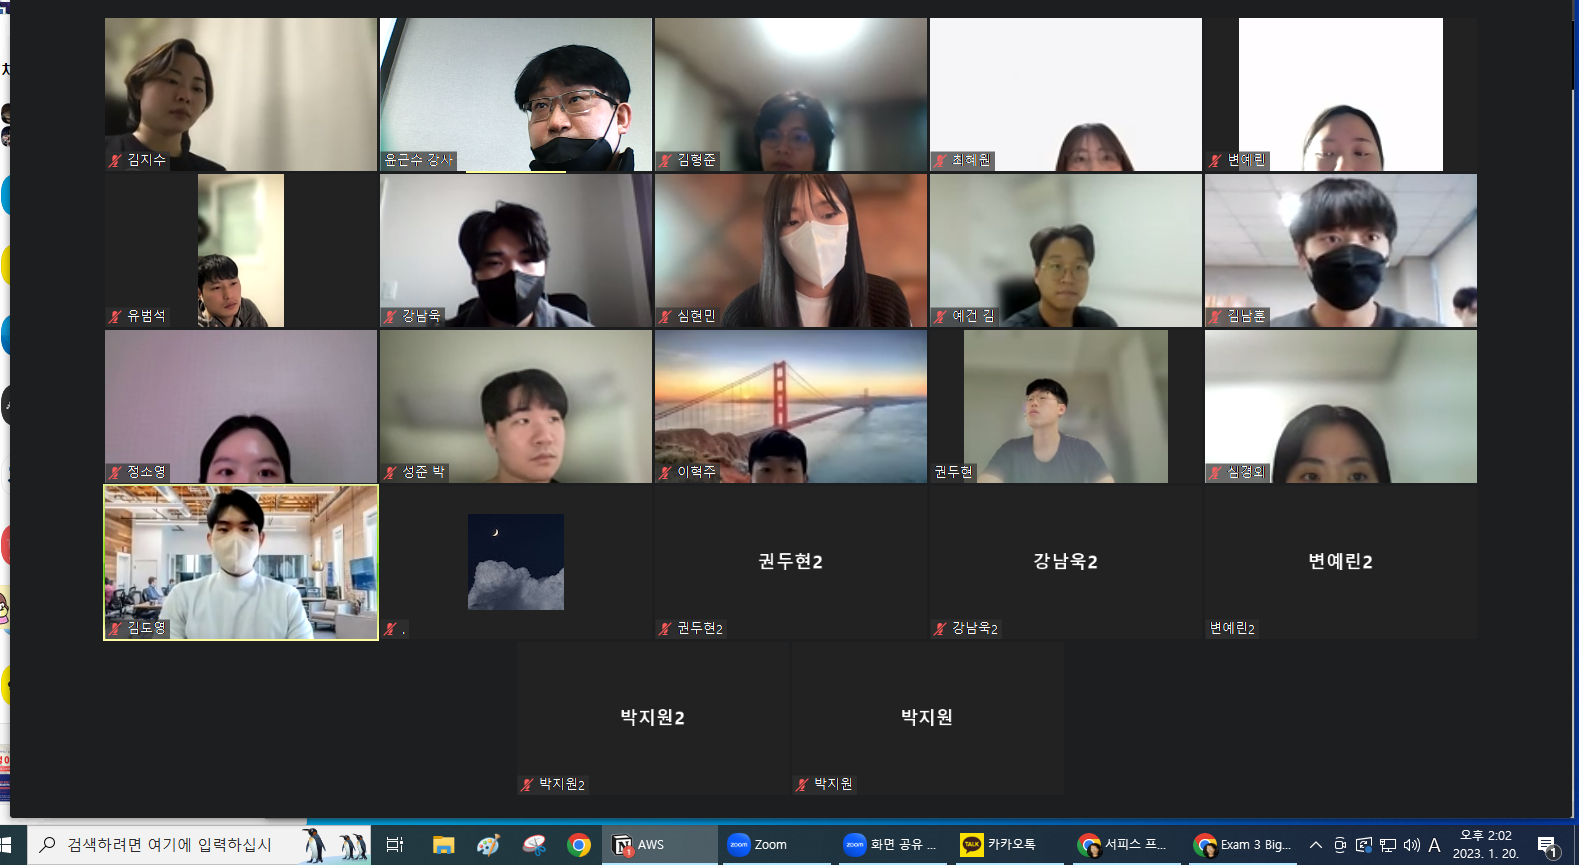 김지수
윤근수 강사
김형준
최혜원
변예린
유범석
강남욱
심현민
예건 김
김남훈
정소영
성준 박
이혁주
권두현
심경외
김도영
.
권두현2
권두현2
강남욱2
강남욱2
변예린2
변예린2
박지원2
박지원2
박지원
박지원
검색하려면 여기에 입력하십시
AWS
zoom Zoom
zoom 화면 공유 ...
TALK 카카오톡
서피스 프...
Exam 3 Big...
A
오후 2:02
2023. 1. 20.
1